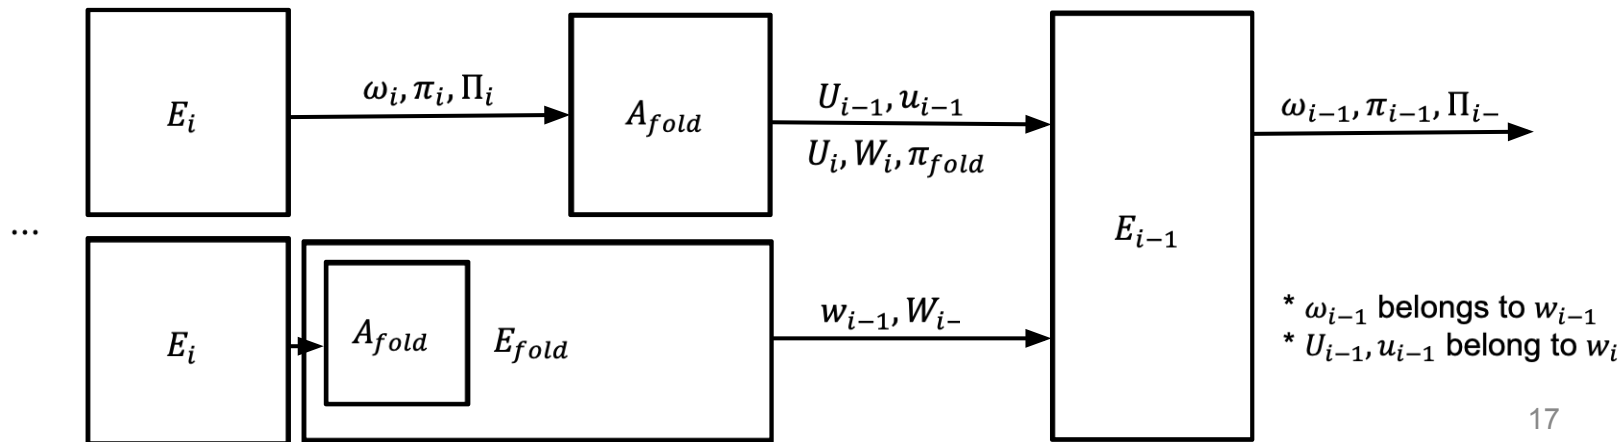 E_i
ω_i, π_i, Π_i
A_fold
U_{i−1}, u_{i−1}
U_i, W_i, π_fold
E_{i−1}
ω_{i−1}, π_{i−1}, Π_{i−}
...
E_i
A_fold
E_fold
w_{i−1}, W_{i−}
* ω_{i−1} belongs to w_{i−1}
* U_{i−1}, u_{i−1} belong to w_i
17